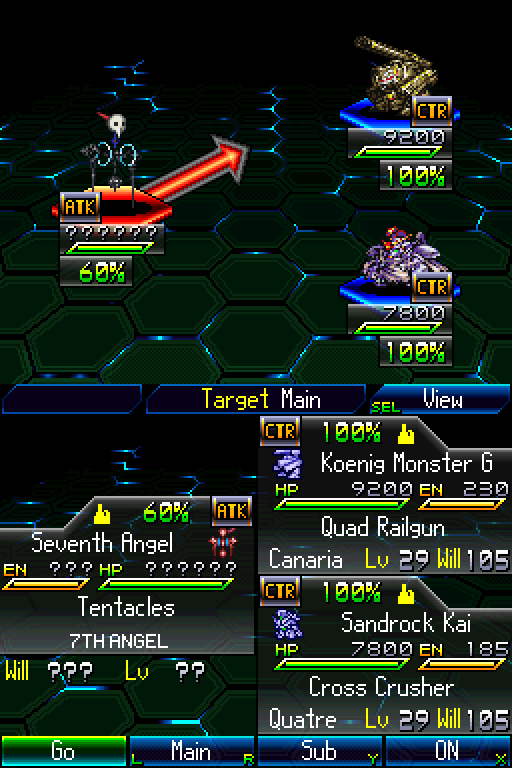 CTR
9200
100%
ATK
??????
60%
CTR
7800
100%
Target Main
SEL View
CTR 100%
Koenig Monster G
HP 9200 EN 230
Quad Railgun
Canaria Lv 29 Will 105
60% ATK
Seventh Angel
EN ??? HP ??????
Tentacles
7TH ANGEL
Will ??? Lv ??
CTR 100%
Sandrock Kai
HP 7800 EN 185
Cross Crusher
Quatre Lv 29 Will 105
Go L Main R Sub Y ON X